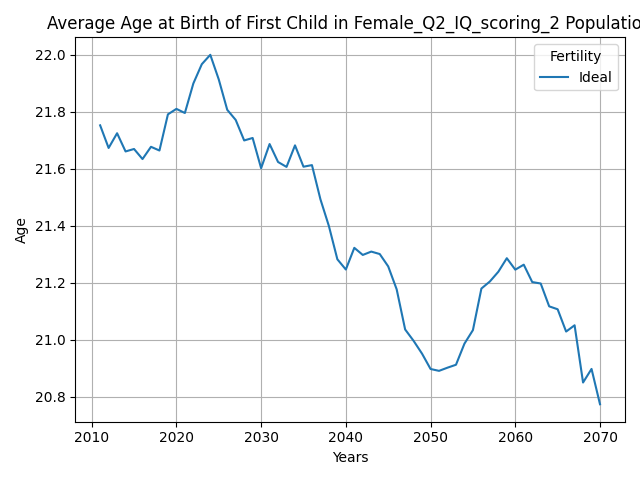 Average Age at Birth of First Child in Female_Q2_IQ_scoring_2 Populatio
Fertility
Ideal
Age
22.0
21.8
21.6
21.4
21.2
21.0
20.8
2010 2020 2030 2040 2050 2060 2070
Years